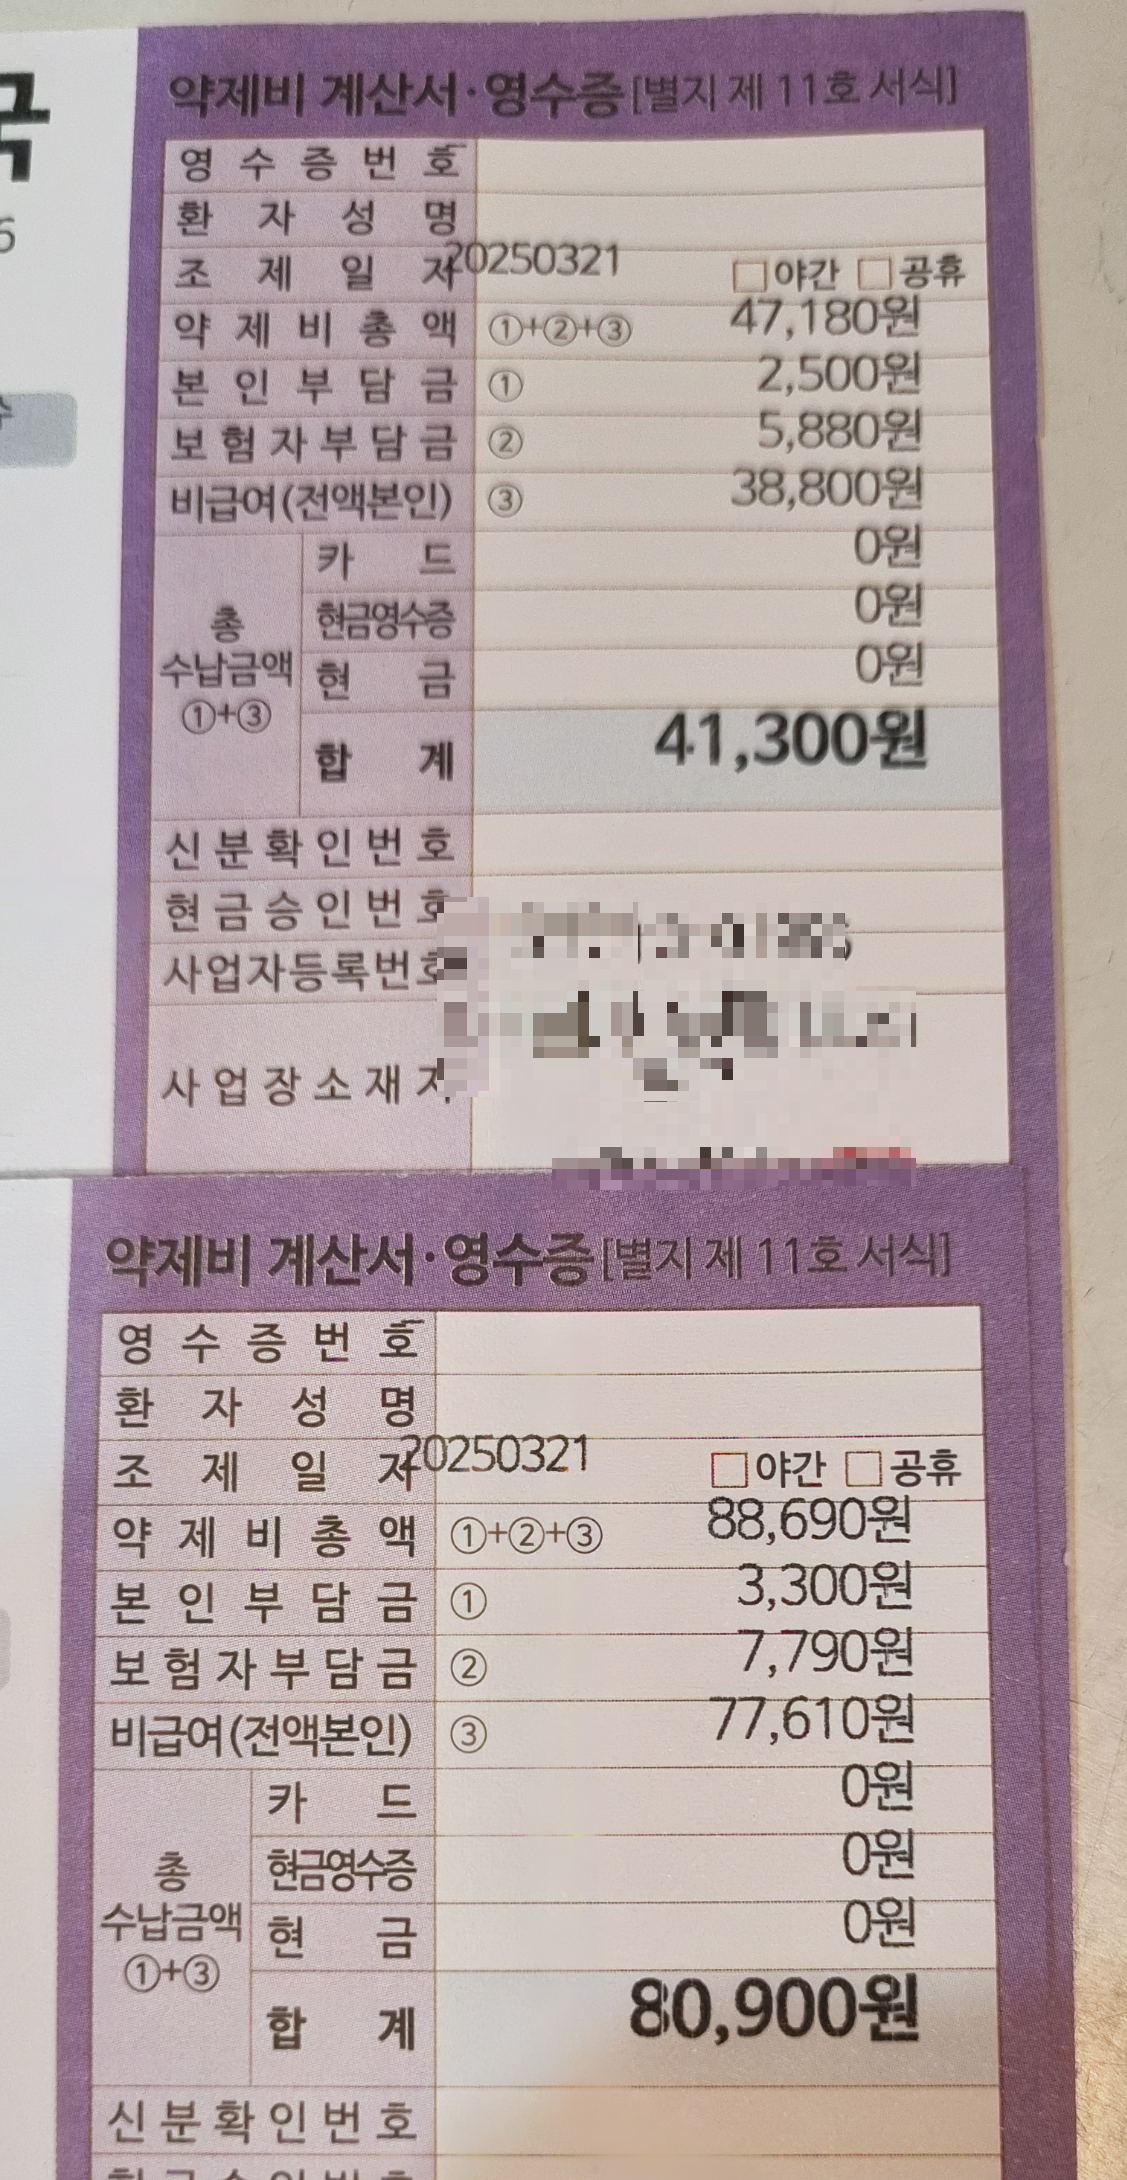 국
6
약제비 계산서·영수증[별지 제 11호 서식]
영수증번호
환자성명
조제일자 20250321 □야간 □공휴
약제비총액 ①+②+③ 47,180원
본인부담금 ① 2,500원
보험자부담금 ② 5,880원
비급여(전액본인) ③ 38,800원
카드 0원
총 수납금액 ①+③
현금영수증 0원
현금 0원
합계 41,300원
신분확인번호
현금승인번호
사업자등록번호
사업장소재지
약제비 계산서·영수증[별지 제 11호 서식]
영수증번호
환자성명
조제일자 20250321 □야간 □공휴
약제비총액 ①+②+③ 88,690원
본인부담금 ① 3,300원
보험자부담금 ② 7,790원
비급여(전액본인) ③ 77,610원
카드 0원
총 수납금액 ①+③
현금영수증 0원
현금 0원
합계 80,900원
신분확인번호